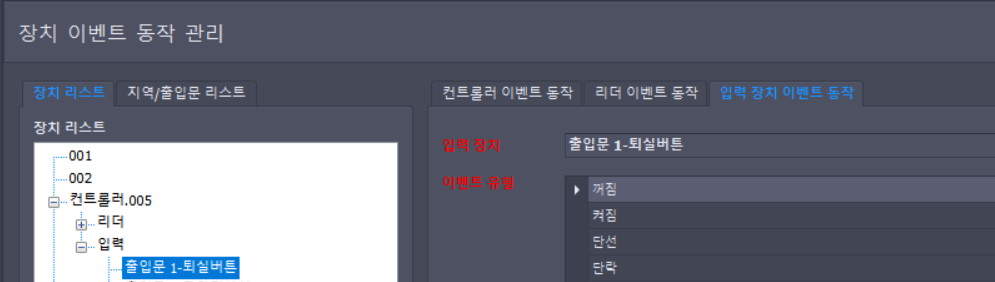 장치 이벤트 동작 관리
장치 리스트 지역/출입문 리스트
장치 리스트
001
002
컨트롤러.005
리더
입력
출입문 1-퇴실버튼
컨트롤러 이벤트 동작 리더 이벤트 동작 입력 장치 이벤트 동작
입력 장치 출입문 1-퇴실버튼
이벤트 유형 꺼짐
켜짐
단선
단락